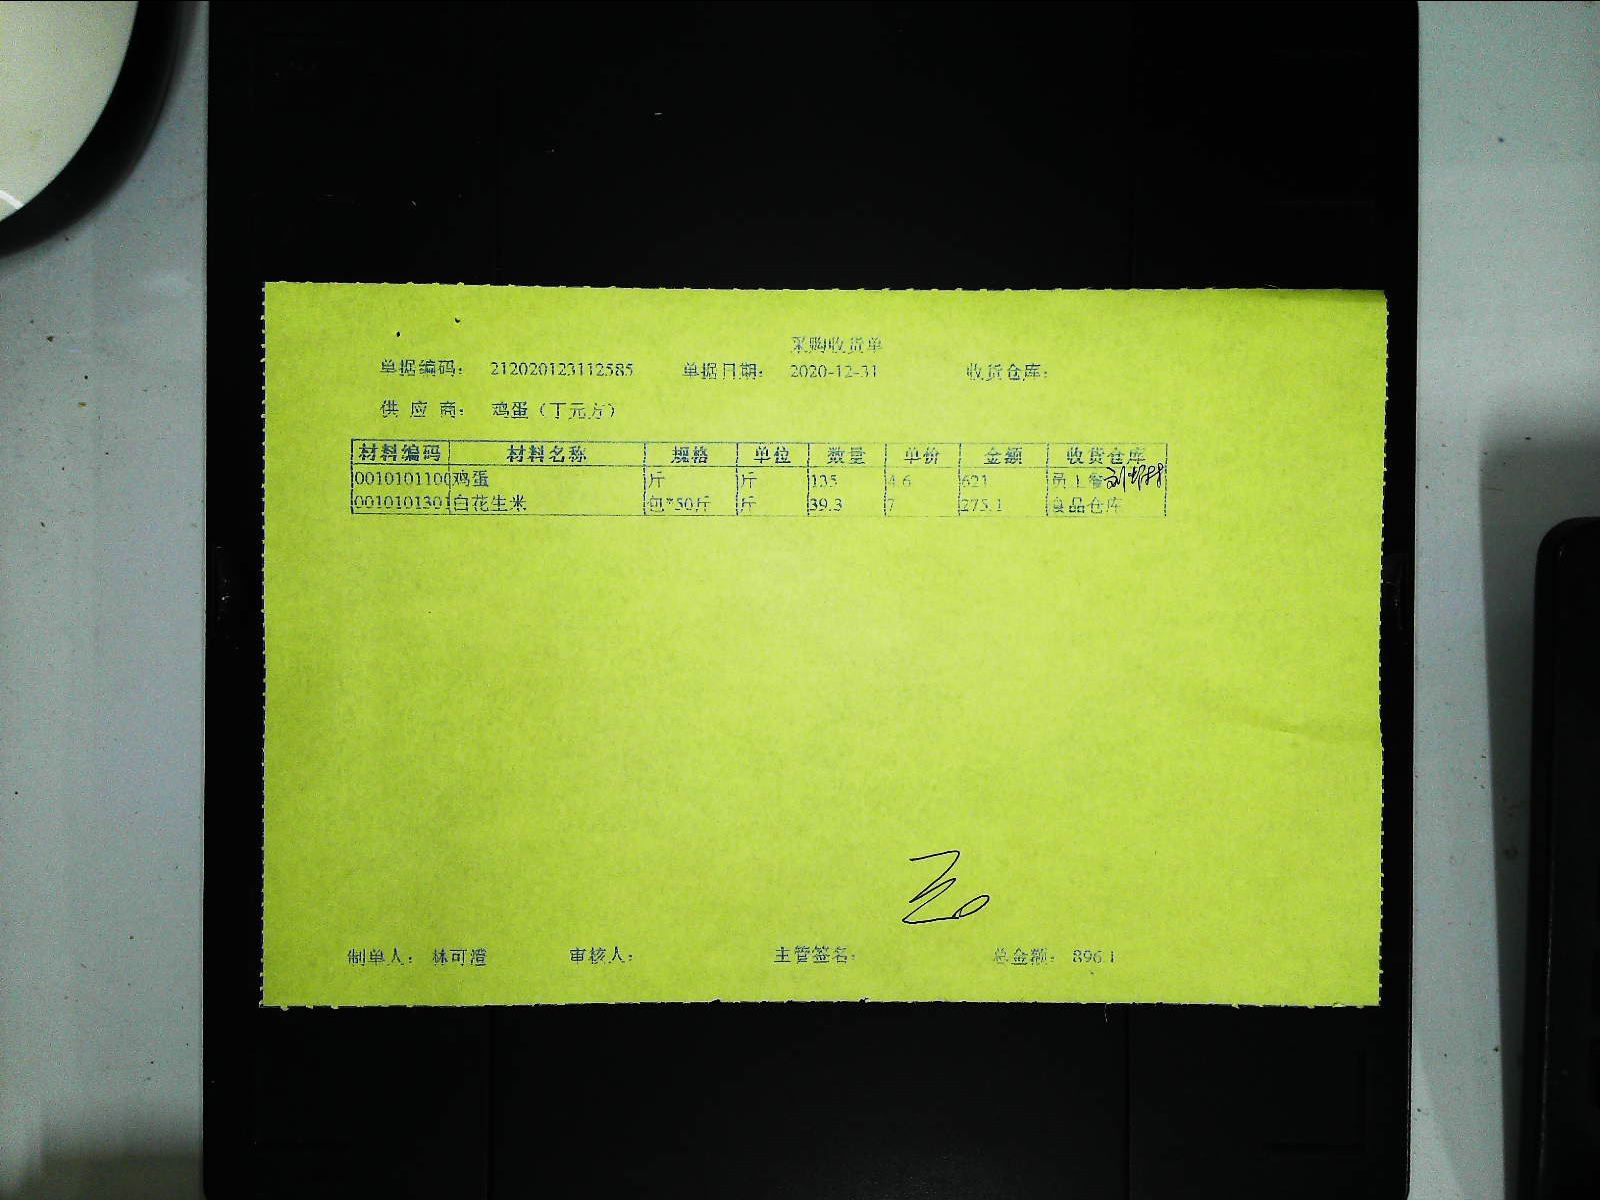 采购收货单
单据编码： 212020123112585 单据日期： 2020-12-31 收货仓库：
供 应 商： 鸡蛋（丁元方）
材料编码 材料名称 规格 单位 数量 单价 金额 收货仓库
0010101100 鸡蛋 斤 斤 135 4.6 621 员工餐
0010101301 白花生米 包*50斤 斤 39.3 7 275.1 食品仓库
制单人： 林可澄 审核人： 主管签名： 总金额： 896.1